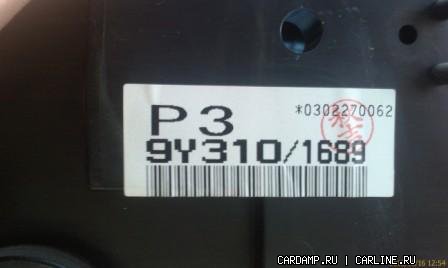 *0302270062
P3
9Y310/1689
CARDAMP.RU | CARLINE.RU